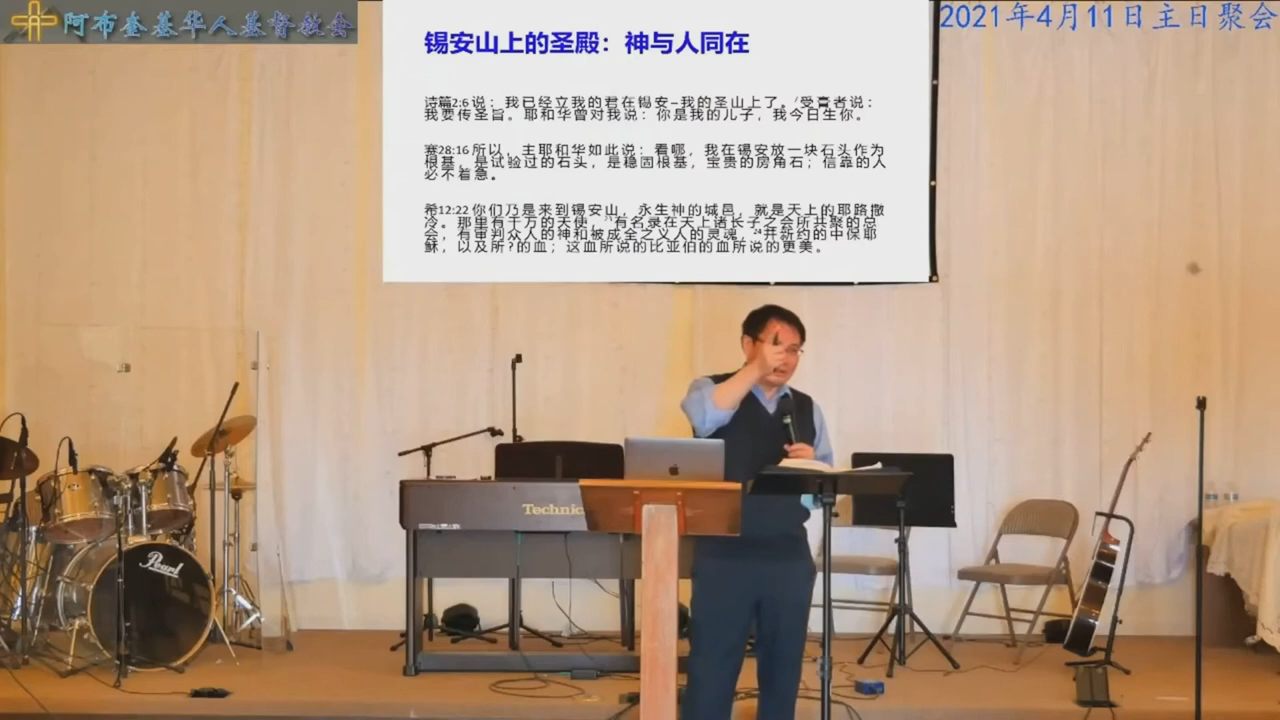 阿布奎基华人基督教会
2021年4月11日主日聚会
锡安山上的圣殿：神与人同在
诗篇2:6 说：我已经立我的君在锡安–我的圣山上了。7受膏者说：
我要传圣旨。耶和华曾对我说：你是我的儿子，我今日生你。
赛28:16 所以，主耶和华如此说：看哪，我在锡安放一块石头作为
根基，是试验过的石头，是稳固根基，宝贵的房角石；信靠的人
必不着急。
希12:22 你们乃是来到锡安山，永生神的城邑，就是天上的耶路撒
冷。那里有千万的天使，有名录在天上诸长子之会所共聚的总
会，有审判众人的神和被成全之义人的灵魂，24并新约的中保耶
稣，以及所?的血；这血所说的比亚伯的血所说的更美。
Technic
Pearl